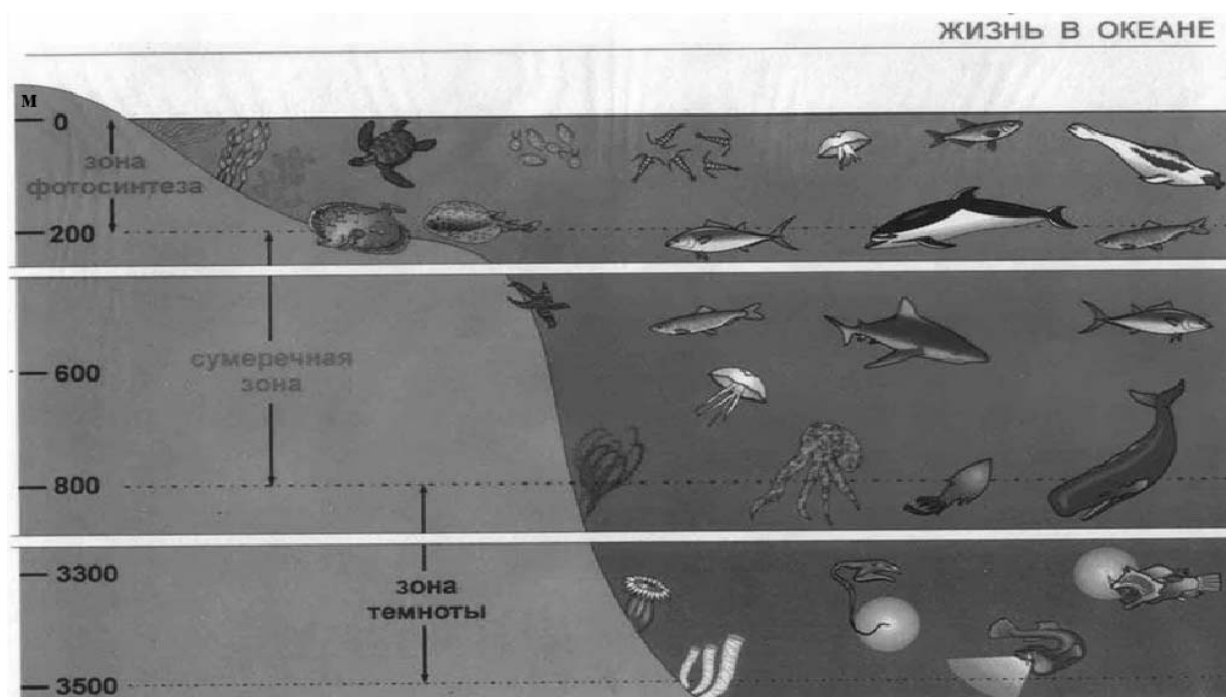 ЖИЗНЬ В ОКЕАНЕ
м
0
зона
фотосинтеза
200
сумеречная
зона
600
800
3300
зона
темноты
3500